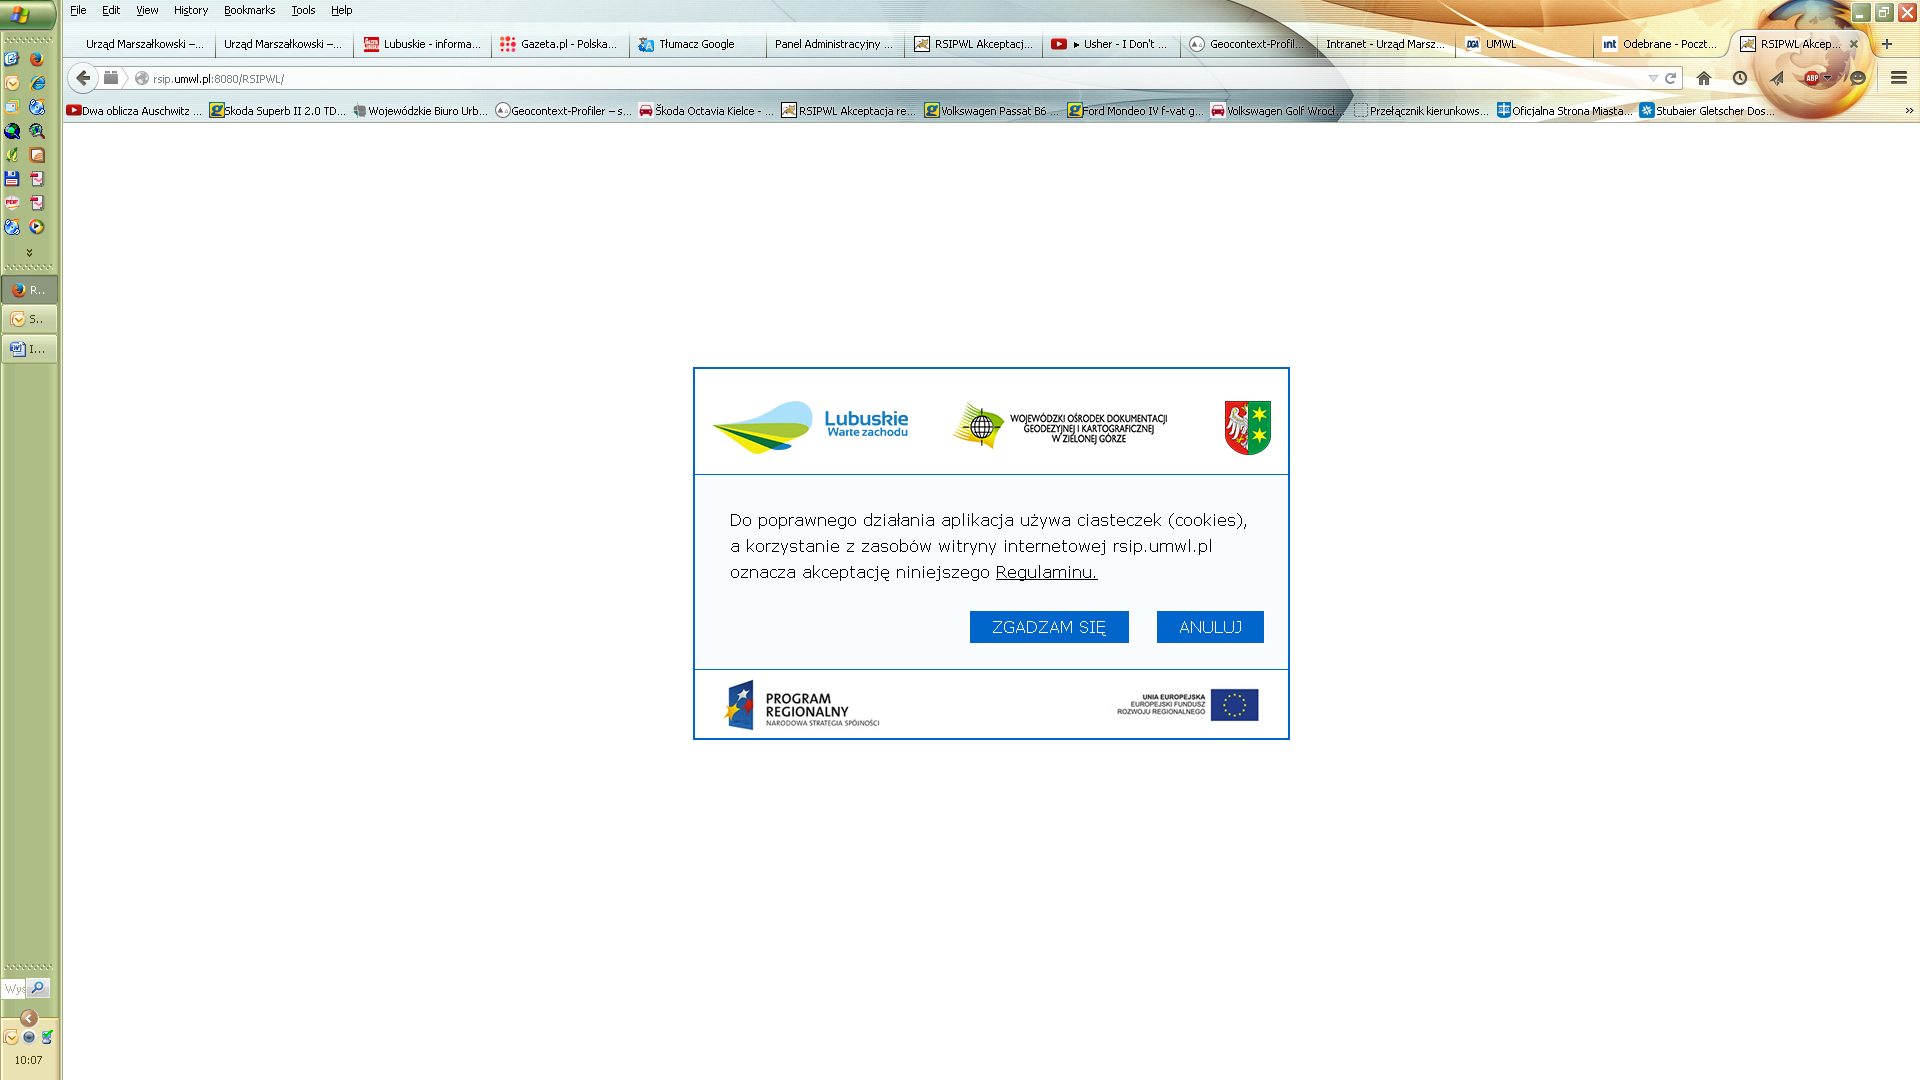 File Edit View History Bookmarks Tools Help
Urząd Marszałkowski –... Urząd Marszałkowski –... Lubuskie - informa... Gazeta.pl - Polska... Tłumacz Google Panel Administracyjny ... RSIPWL Akceptacj... ► Usher - I Don't ... Geocontext-Profil... Intranet - Urząd Marsz... UMWL Odebrane - Poczt... RSIPWL Akcep...
rsip.umwl.pl:8080/RSIPWL/
Dwa oblicza Auschwitz ... Skoda Superb II 2.0 TD... Wojewódzkie Biuro Urb... Geocontext-Profiler – s... Škoda Octavia Kielce - ... RSIPWL Akceptacja re... Volkswagen Passat B6 ... Ford Mondeo IV f-vat g... Volkswagen Golf Wrocł... Przełącznik kierunkows... Oficjalna Strona Miasta... Stubaier Gletscher Dos...
R..
S..
I...
Lubuskie
Warte zachodu
WOJEWÓDZKI OŚRODEK DOKUMENTACJI
GEODEZYJNEJ I KARTOGRAFICZNEJ
W ZIELONEJ GÓRZE
Do poprawnego działania aplikacja używa ciasteczek (cookies),
a korzystanie z zasobów witryny internetowej rsip.umwl.pl
oznacza akceptację niniejszego Regulaminu.
ZGADZAM SIĘ ANULUJ
PROGRAM
REGIONALNY
NARODOWA STRATEGIA SPÓJNOŚCI
UNIA EUROPEJSKA
EUROPEJSKI FUNDUSZ
ROZWOJU REGIONALNEGO
Wys
10:07